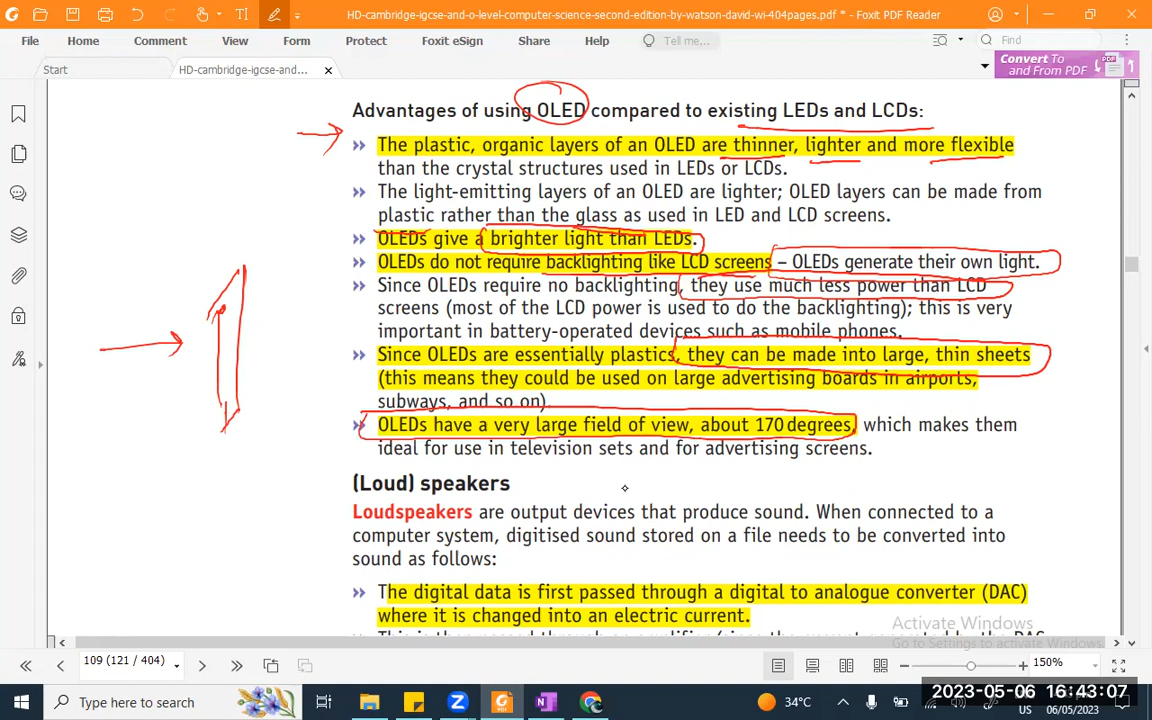 HD-cambridge-igcse-and-o-level-computer-science-second-edition-by-watson-david-wi-404pages.pdf * - Foxit PDF Reader
File Home Comment View Form Protect Foxit eSign Share Help Tell me... Find
Start HD-cambridge-igcse-and... Convert To
and From PDF
Advantages of using OLED compared to existing LEDs and LCDs:
» The plastic, organic layers of an OLED are thinner, lighter and more flexible
than the crystal structures used in LEDs or LCDs.
» The light-emitting layers of an OLED are lighter; OLED layers can be made from
plastic rather than the glass as used in LED and LCD screens.
» OLEDs give a brighter light than LEDs.
» OLEDs do not require backlighting like LCD screens – OLEDs generate their own light.
» Since OLEDs require no backlighting, they use much less power than LCD
screens (most of the LCD power is used to do the backlighting); this is very
important in battery-operated devices such as mobile phones.
» Since OLEDs are essentially plastics, they can be made into large, thin sheets
(this means they could be used on large advertising boards in airports,
subways, and so on).
» OLEDs have a very large field of view, about 170 degrees, which makes them
ideal for use in television sets and for advertising screens.
(Loud) speakers
Loudspeakers are output devices that produce sound. When connected to a
computer system, digitised sound stored on a file needs to be converted into
sound as follows:
» The digital data is first passed through a digital to analogue converter (DAC)
where it is changed into an electric current.
Activate Windows
Go to Settings to activate Windows.
109 (121 / 404) 150%
Type here to search 34°C 16:43
06/05/2023
2023-05-06 16:43:07